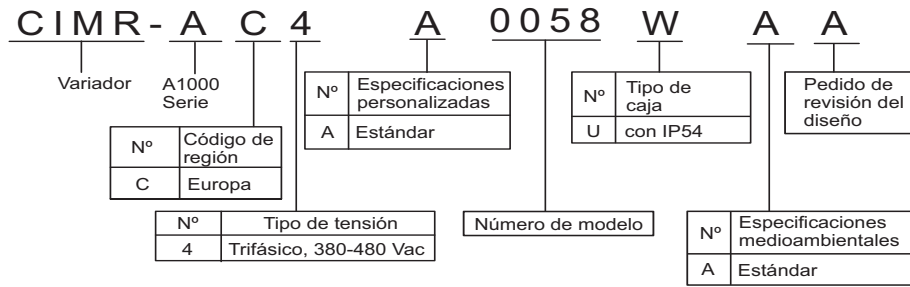 CIMR-AC4A0058WAA
Variador
A1000
Serie
Nº Código de
región
C Europa
Nº Tipo de tensión
4 Trifásico, 380-480 Vac
Nº Especificaciones
personalizadas
A Estándar
Número de modelo
Nº Tipo de
caja
U con IP54
Nº Especificaciones
medioambientales
A Estándar
Pedido de
revisión del
diseño